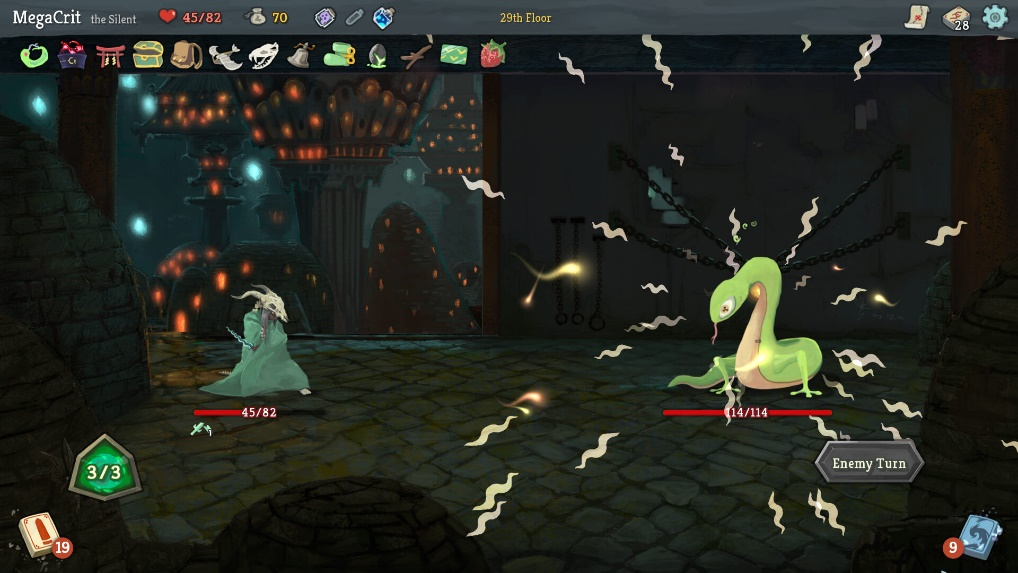 MegaCrit the Silent 45/82 70 29th Floor 28
45/82 114/114
1
3/3 Enemy Turn
19 9